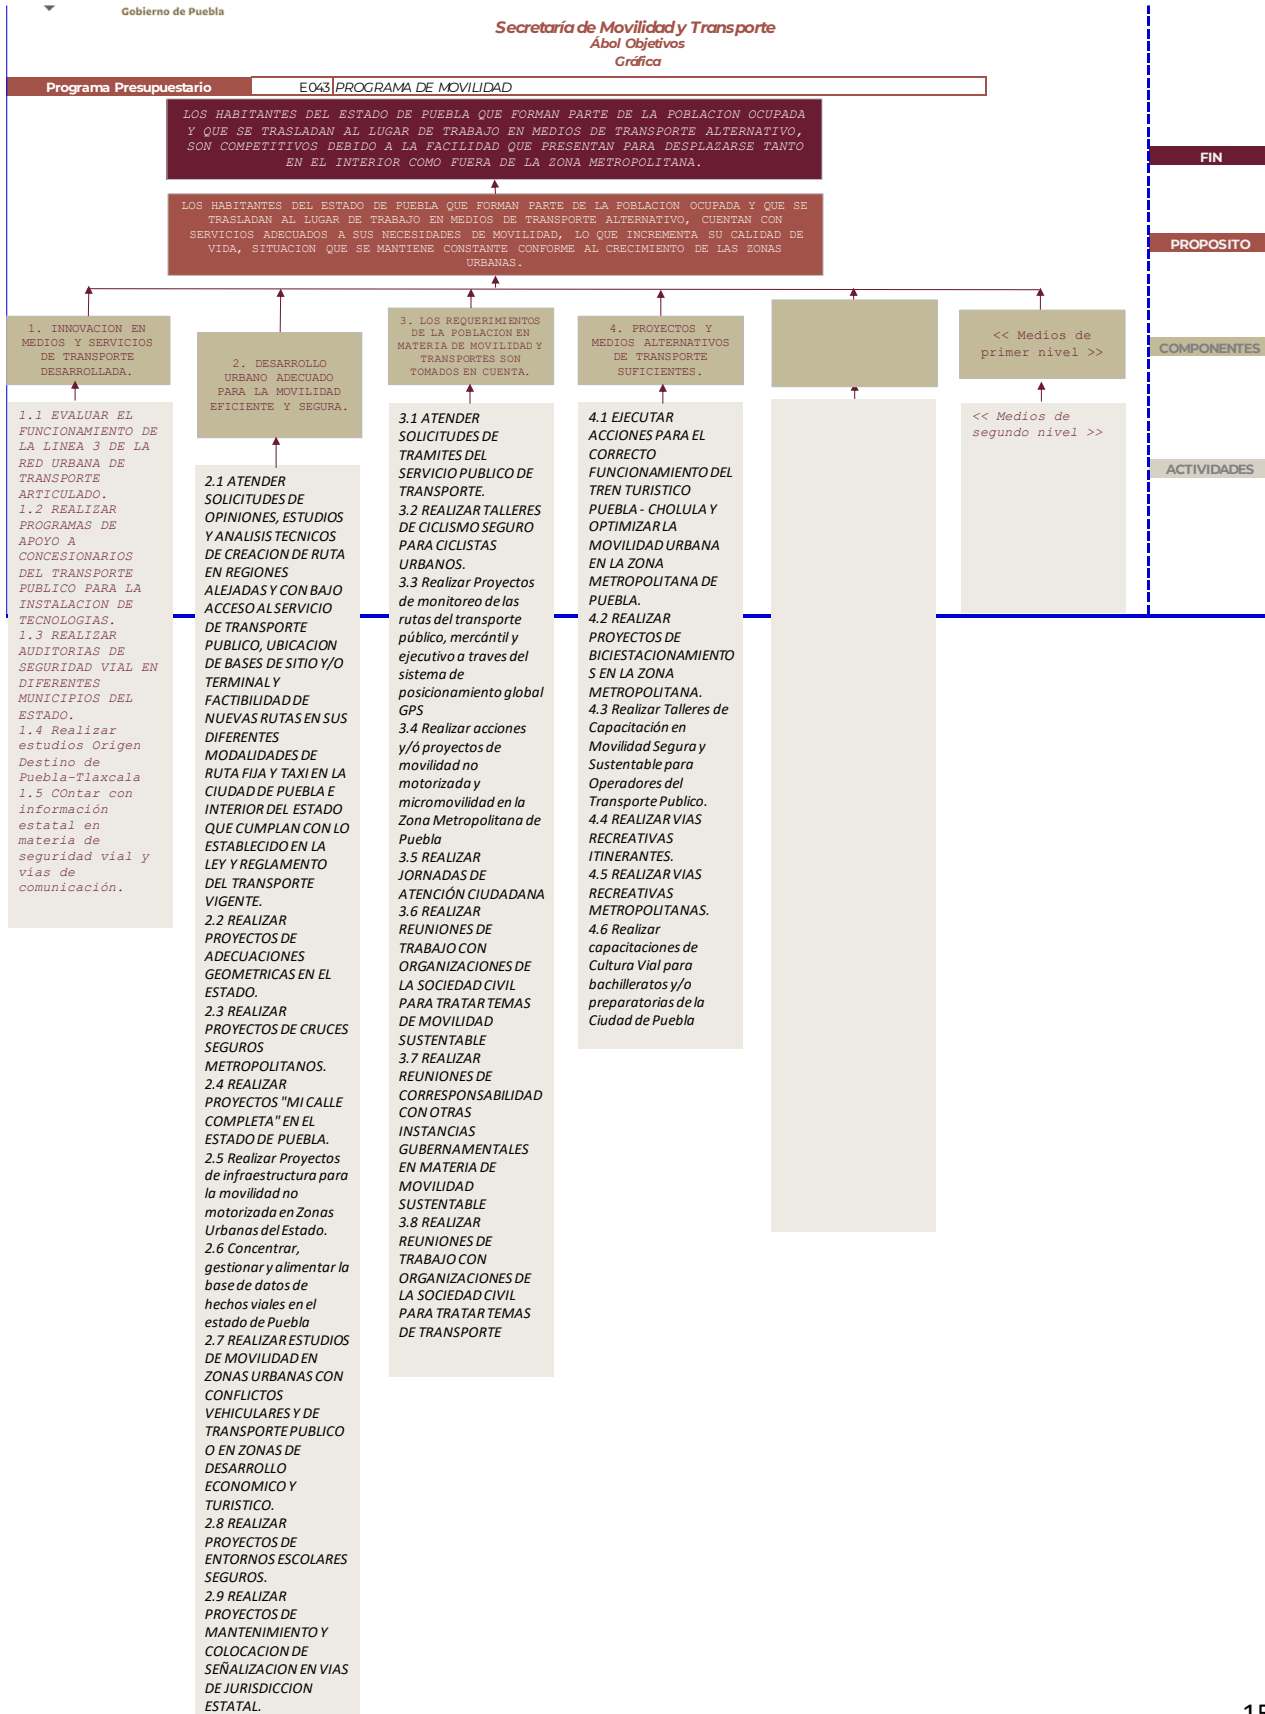 Gobierno de Puebla
Secretaría de Movilidad y Transporte
Ábol Objetivos
Gráfica
Programa Presupuestario
E043 PROGRAMA DE MOVILIDAD
LOS HABITANTES DEL ESTADO DE PUEBLA QUE FORMAN PARTE DE LA POBLACION OCUPADA
Y QUE SE TRASLADAN AL LUGAR DE TRABAJO EN MEDIOS DE TRANSPORTE ALTERNATIVO,
SON COMPETITIVOS DEBIDO A LA FACILIDAD QUE PRESENTAN PARA DESPLAZARSE TANTO
EN EL INTERIOR COMO FUERA DE LA ZONA METROPOLITANA.
FIN
LOS HABITANTES DEL ESTADO DE PUEBLA QUE FORMAN PARTE DE LA POBLACION OCUPADA Y QUE SE
TRASLADAN AL LUGAR DE TRABAJO EN MEDIOS DE TRANSPORTE ALTERNATIVO, CUENTAN CON
SERVICIOS ADECUADOS A SUS NECESIDADES DE MOVILIDAD, LO QUE INCREMENTA SU CALIDAD DE
VIDA, SITUACION QUE SE MANTIENE CONSTANTE CONFORME AL CRECIMIENTO DE LAS ZONAS
URBANAS.
PROPOSITO
1. INNOVACION EN
MEDIOS Y SERVICIOS
DE TRANSPORTE
DESARROLLADA.
2. DESARROLLO
URBANO ADECUADO
PARA LA MOVILIDAD
EFICIENTE Y SEGURA.
3. LOS REQUERIMIENTOS
DE LA POBLACION EN
MATERIA DE MOVILIDAD Y
TRANSPORTES SON
TOMADOS EN CUENTA.
4. PROYECTOS Y
MEDIOS ALTERNATIVOS
DE TRANSPORTE
SUFICIENTES.
<< Medios de
primer nivel >>
COMPONENTES
1.1 EVALUAR EL
FUNCIONAMIENTO DE
LA LINEA 3 DE LA
RED URBANA DE
TRANSPORTE
ARTICULADO.
1.2 REALIZAR
PROGRAMAS DE
APOYO A
CONCESIONARIOS
DEL TRANSPORTE
PUBLICO PARA LA
INSTALACION DE
TECNOLOGIAS.
1.3 REALIZAR
AUDITORIAS DE
SEGURIDAD VIAL EN
DIFERENTES
MUNICIPIOS DEL
ESTADO.
1.4 Realizar
estudios Origen
Destino de
Puebla-Tlaxcala
1.5 COntar con
información
estatal en
materia de
seguridad vial y
vías de
comunicación.
2.1 ATENDER
SOLICITUDES DE
OPINIONES, ESTUDIOS
Y ANALISIS TECNICOS
DE CREACION DE RUTA
EN REGIONES
ALEJADAS Y CON BAJO
ACCESO AL SERVICIO
DE TRANSPORTE
PUBLICO, UBICACION
DE BASES DE SITIO Y/O
TERMINAL Y
FACTIBILIDAD DE
NUEVAS RUTAS EN SUS
DIFERENTES
MODALIDADES DE
RUTA FIJA Y TAXI EN LA
CIUDAD DE PUEBLA E
INTERIOR DEL ESTADO
QUE CUMPLAN CON LO
ESTABLECIDO EN LA
LEY Y REGLAMENTO
DEL TRANSPORTE
VIGENTE.
2.2 REALIZAR
PROYECTOS DE
ADECUACIONES
GEOMETRICAS EN EL
ESTADO.
2.3 REALIZAR
PROYECTOS DE CRUCES
SEGUROS
METROPOLITANOS.
2.4 REALIZAR
PROYECTOS "MI CALLE
COMPLETA" EN EL
ESTADO DE PUEBLA.
2.5 Realizar Proyectos
de infraestructura para
la movilidad no
motorizada en Zonas
Urbanas del Estado.
2.6 Concentrar,
gestionar y alimentar la
base de datos de
hechos viales en el
estado de Puebla
2.7 REALIZAR ESTUDIOS
DE MOVILIDAD EN
ZONAS URBANAS CON
CONFLICTOS
VEHICULARES Y DE
TRANSPORTE PUBLICO
O EN ZONAS DE
DESARROLLO
ECONOMICO Y
TURISTICO.
2.8 REALIZAR
PROYECTOS DE
ENTORNOS ESCOLARES
SEGUROS.
2.9 REALIZAR
PROYECTOS DE
MANTENIMIENTO Y
COLOCACION DE
SEÑALIZACION EN VIAS
DE JURISDICCION
ESTATAL.
3.1 ATENDER
SOLICITUDES DE
TRAMITES DEL
SERVICIO PUBLICO DE
TRANSPORTE.
3.2 REALIZAR TALLERES
DE CICLISMO SEGURO
PARA CICLISTAS
URBANOS.
3.3 Realizar Proyectos
de monitoreo de las
rutas del transporte
público, mercántil y
ejecutivo a traves del
sistema de
posicionamiento global
GPS
3.4 Realizar acciones
y/ó proyectos de
movilidad no
motorizada y
micromovilidad en la
Zona Metropolitana de
Puebla
3.5 REALIZAR
JORNADAS DE
ATENCIÓN CIUDADANA
3.6 REALIZAR
REUNIONES DE
TRABAJO CON
ORGANIZACIONES DE
LA SOCIEDAD CIVIL
PARA TRATAR TEMAS
DE MOVILIDAD
SUSTENTABLE
3.7 REALIZAR
REUNIONES DE
CORRESPONSABILIDAD
CON OTRAS
INSTANCIAS
GUBERNAMENTALES
EN MATERIA DE
MOVILIDAD
SUSTENTABLE
3.8 REALIZAR
REUNIONES DE
TRABAJO CON
ORGANIZACIONES DE
LA SOCIEDAD CIVIL
PARA TRATAR TEMAS
DE TRANSPORTE
4.1 EJECUTAR
ACCIONES PARA EL
CORRECTO
FUNCIONAMIENTO DEL
TREN TURISTICO
PUEBLA - CHOLULA Y
OPTIMIZAR LA
MOVILIDAD URBANA
EN LA ZONA
METROPOLITANA DE
PUEBLA.
4.2 REALIZAR
PROYECTOS DE
BICIESTACIONAMIENTO
S EN LA ZONA
METROPOLITANA.
4.3 Realizar Talleres de
Capacitación en
Movilidad Segura y
Sustentable para
Operadores del
Transporte Publico.
4.4 REALIZAR VIAS
RECREATIVAS
ITINERANTES.
4.5 REALIZAR VIAS
RECREATIVAS
METROPOLITANAS.
4.6 Realizar
capacitaciones de
Cultura Vial para
bachilleratos y/o
preparatorias de la
Ciudad de Puebla
<< Medios de
segundo nivel >>
ACTIVIDADES